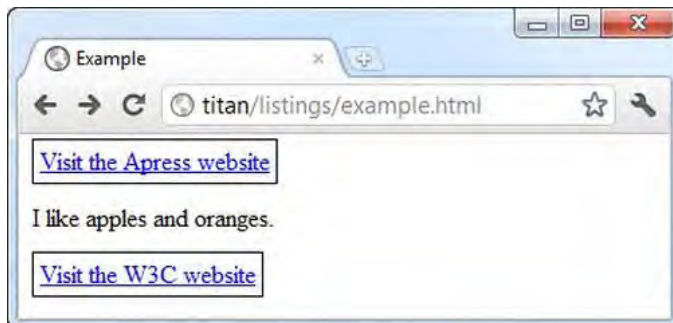 Example
titan/listings/example.html
Visit the Apress website
I like apples and oranges.
Visit the W3C website